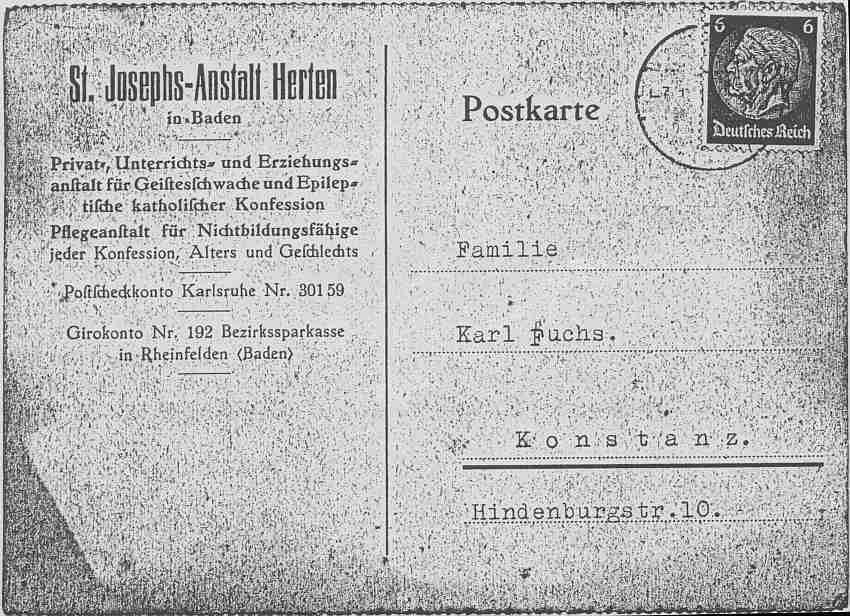 St. Josephs-Anstalt Herten
in Baden
Privat-, Unterrichts- und Erziehungs-
anstalt für Geistesschwache und Epilep-
tische katholischer Konfession
Pflegeanstalt für Nichtbildungsfähige
jeder Konfession, Alters und Geschlechts
Postscheckkonto Karlsruhe Nr. 30159
Girokonto Nr. 192 Bezirkssparkasse
in Rheinfelden (Baden)
Postkarte
6 6
Deutsches Reich
Familie
Karl Fuchs.
Konstanz.
Hindenburgstr.10.